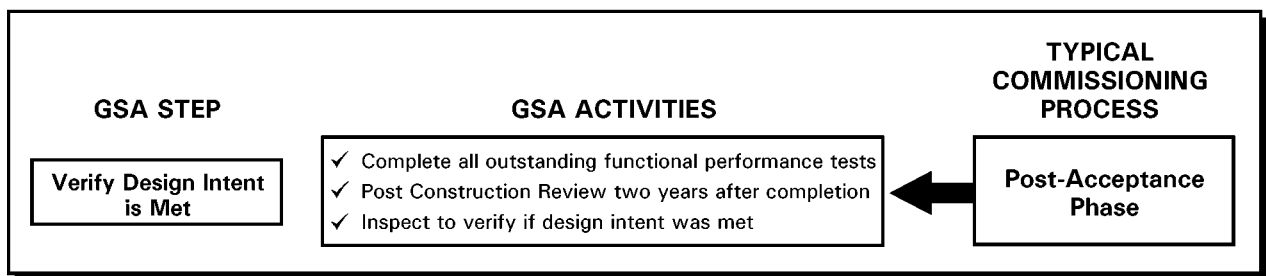 GSA STEP
Verify Design Intent
is Met
GSA ACTIVITIES
✓ Complete all outstanding functional performance tests
✓ Post Construction Review two years after completion
✓ Inspect to verify if design intent was met
TYPICAL
COMMISSIONING
PROCESS
Post-Acceptance
Phase